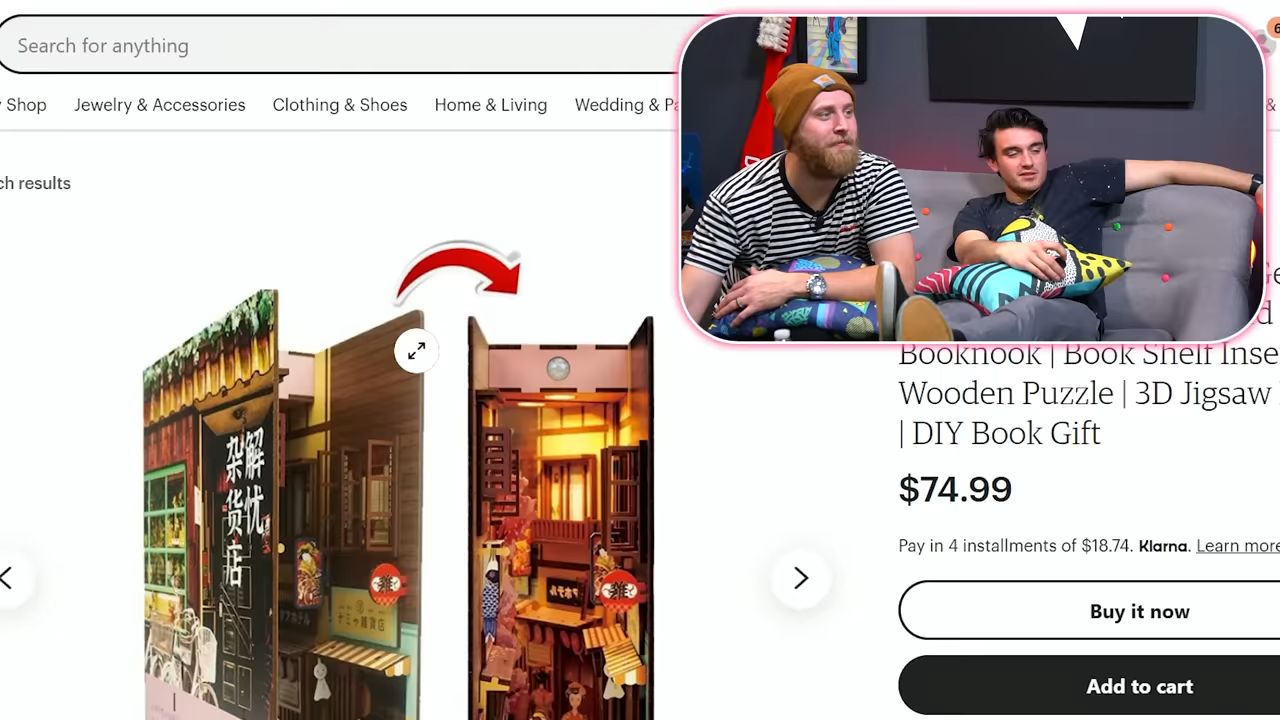 Search for anything
Shop
Jewelry & Accessories
Clothing & Shoes
Home & Living
Wedding &
&
ch results
Booknook | Book Shelf Inse
Wooden Puzzle | 3D Jigsaw
| DIY Book Gift
$74.99
Pay in 4 installments of $18.74. Klarna. Learn more
Buy it now
Add to cart
解忧
杂货店